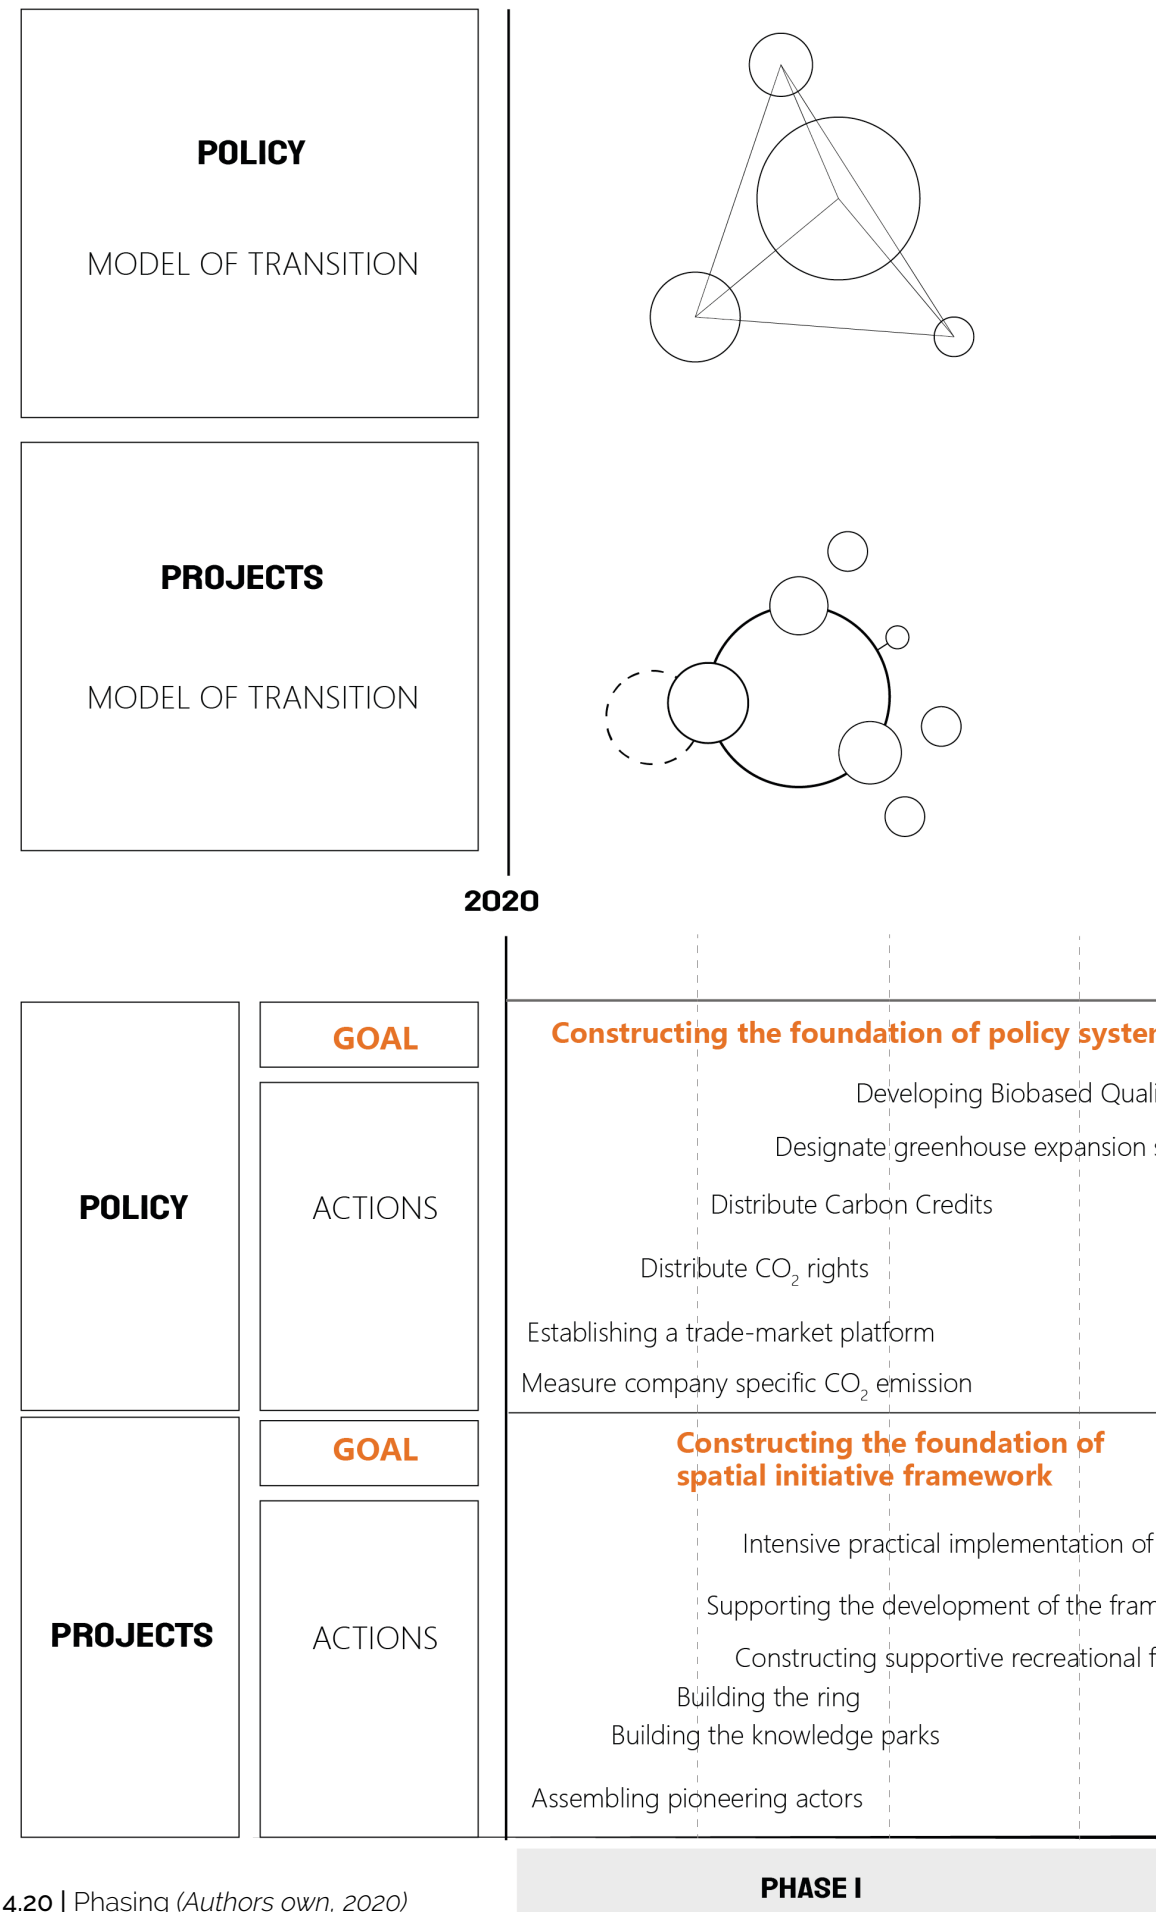 POLICY
MODEL OF TRANSITION
PROJECTS
MODEL OF TRANSITION
2020
GOAL
Constructing the foundation of policy
Developing Biobased
Designate greenhouse expansion
POLICY
ACTIONS
Distribute Carbon Credits
Distribute CO₂ rights
Establishing a trade-market platform
Measure company specific CO₂ emission
GOAL
Constructing the foundation of
spatial initiative framework
Intensive practical implementation of
Supporting the development of the
Constructing supportive recreational
PROJECTS
ACTIONS
Building the ring
Building the knowledge parks
Assembling pioneering actors
PHASE I
4.20 | Phasing (Authors own, 2020)